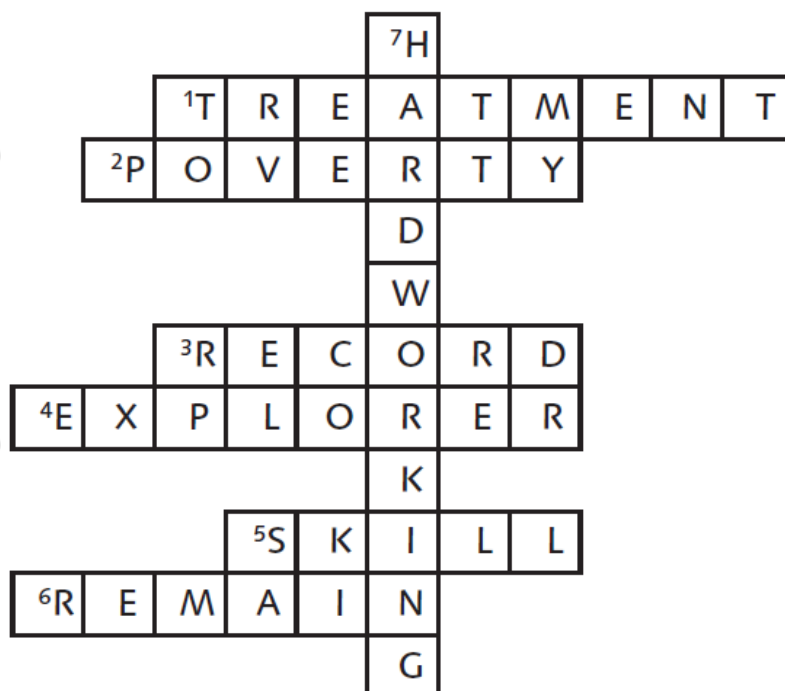 ⁷H
¹TREATMENT
²POVERTY
D
W
³RECORD
⁴EXPLORER
K
⁵SKILL
⁶REMAIN
G